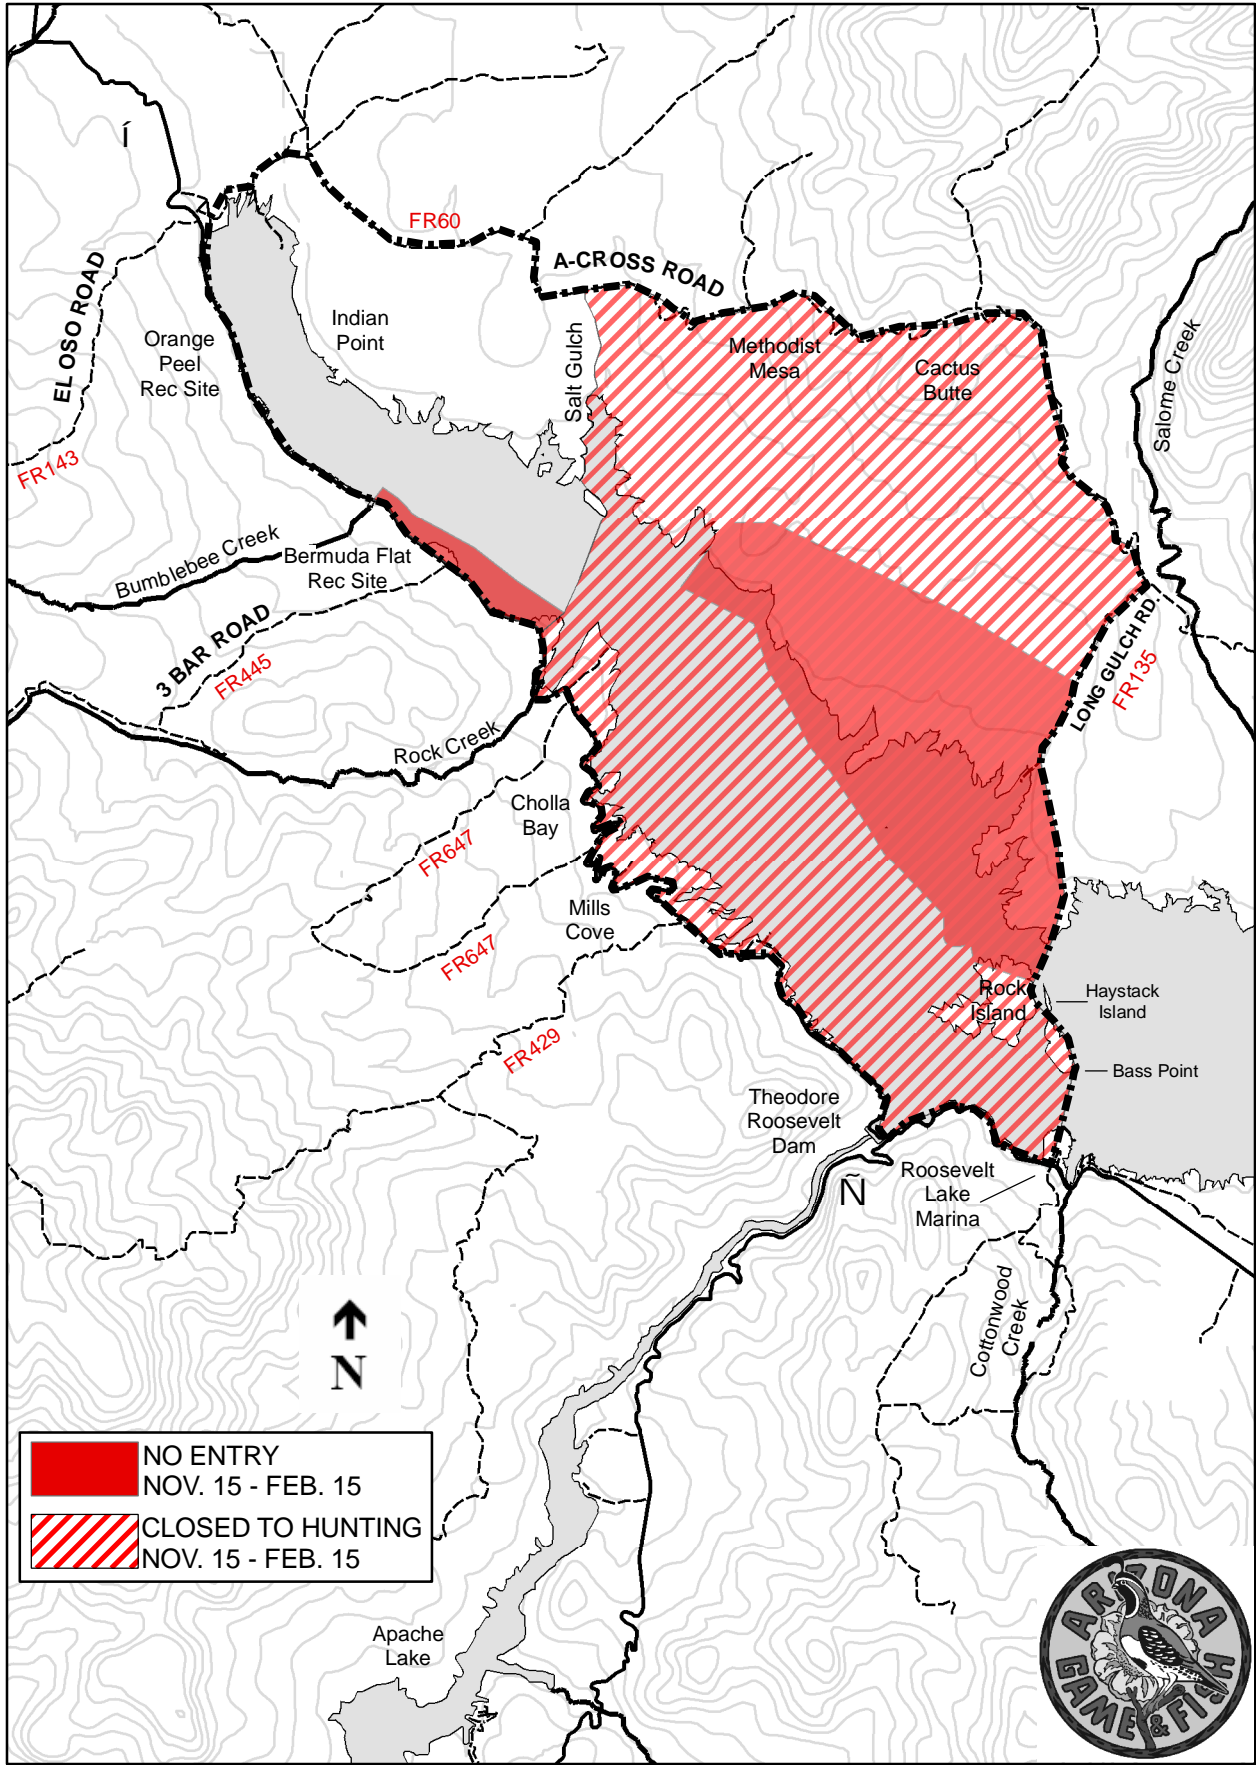 Í
FR60
A-CROSS ROAD
EL OSO ROAD
Orange
Peel
Rec Site
Indian
Point
Salt Gulch
Methodist
Mesa
Cactus
Butte
Salome Creek
FR143
Bumblebee Creek
Bermuda Flat
Rec Site
3 BAR ROAD
FR445
LONG GULCH RD.
FR135
Rock Creek
Cholla
Bay
FR647
Mills
Cove
FR647
Rock
Island
Haystack
Island
FR429
Bass Point
Theodore
Roosevelt
Dam
Ñ
Roosevelt
Lake
Marina
Cottonwood
Creek
N
NO ENTRY
NOV. 15 - FEB. 15
CLOSED TO HUNTING
NOV. 15 - FEB. 15
Apache
Lake
ARIZONA
GAME & FISH